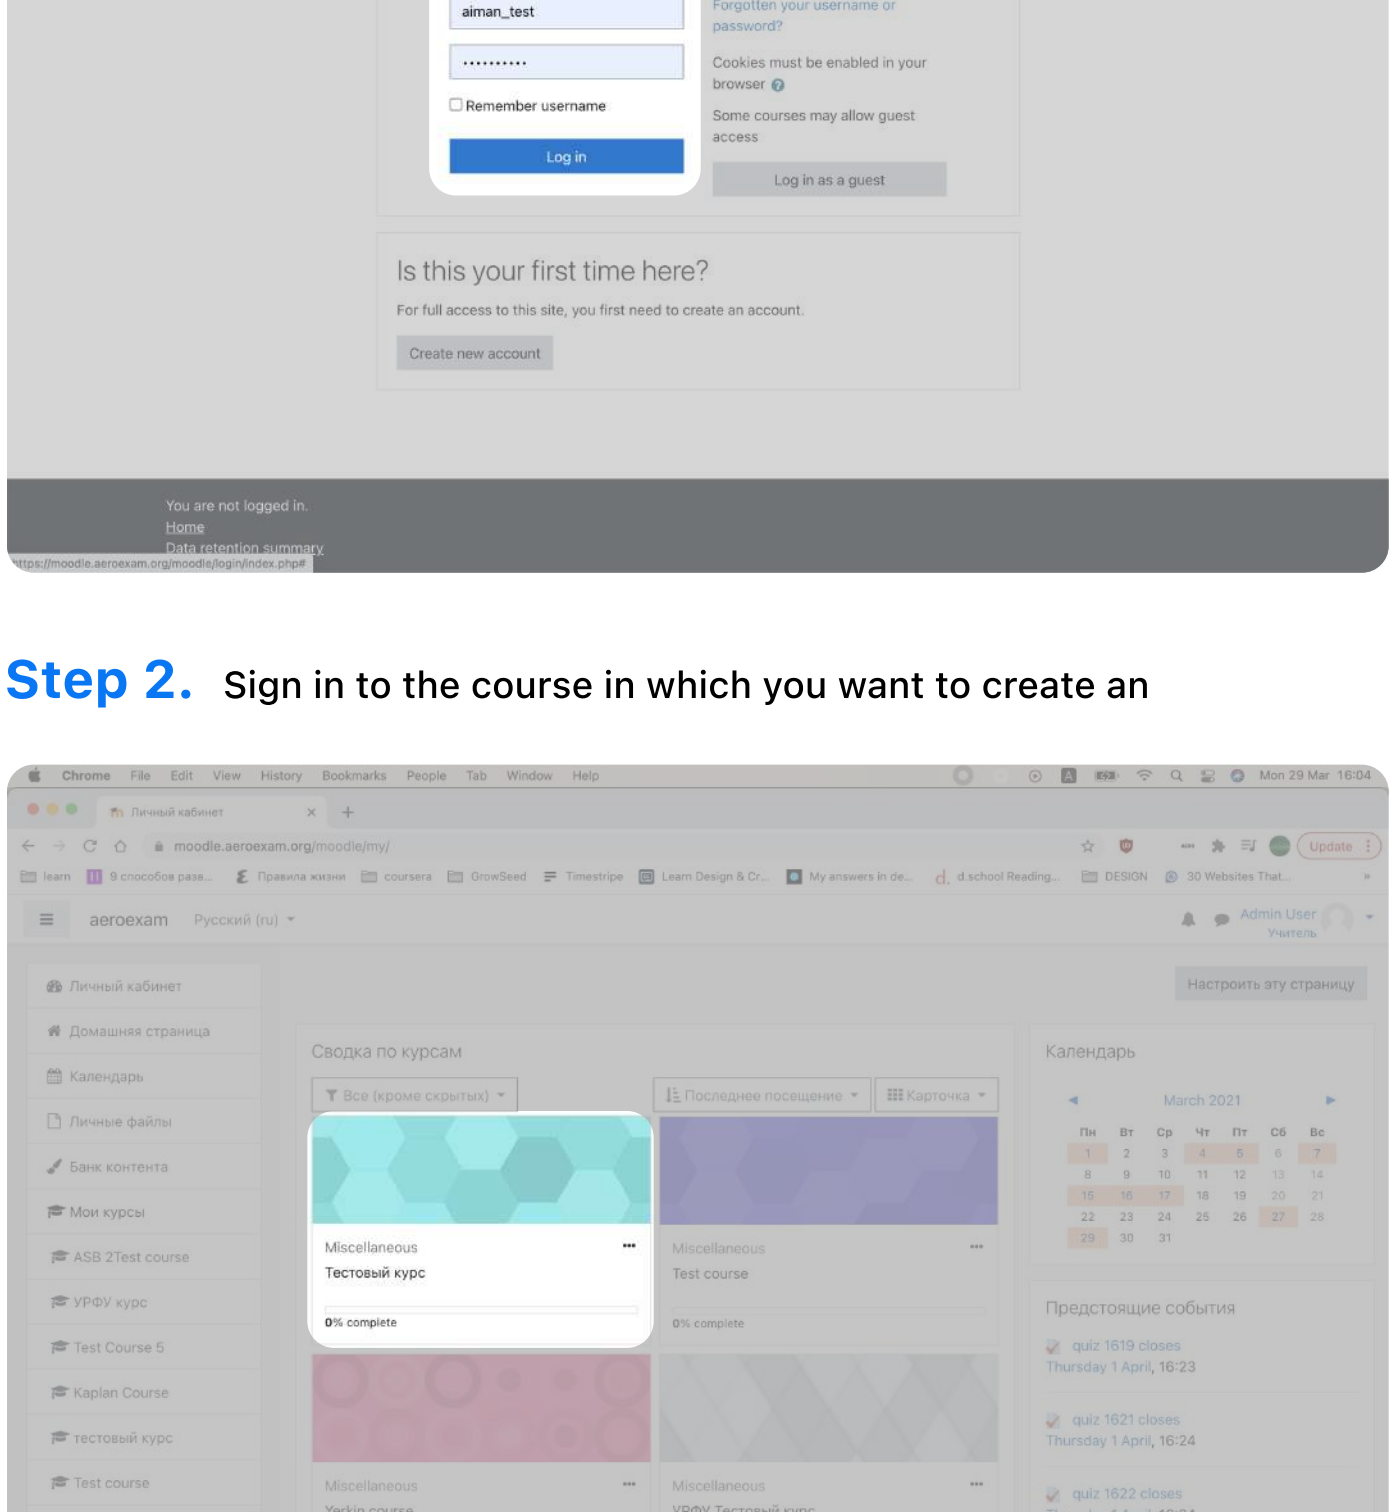 aiman_test
Forgotten your username or
password?
••••••••••
Cookies must be enabled in your
browser
Remember username
Some courses may allow guest
access
Log in
Log in as a guest
Is this your first time here?
For full access to this site, you first need to create an account.
Create new account
You are not logged in.
Home
Data retention summary
https://moodle.aeroexam.org/moodle/login/index.php#
Step 2. Sign in to the course in which you want to create an
Chrome File Edit View History Bookmarks People Tab Window Help
Mon 29 Mar 16:04
Личный кабинет
moodle.aeroexam.org/moodle/my/
Update
learn 9 способов разв... Правила жизни coursera GrowSeed Timestripe Learn Design & Cr... My answers in de... d.school Reading... DESIGN 30 Websites That...
aeroexam Русский (ru)
Admin User
Учитель
Настроить эту страницу
Личный кабинет
Домашняя страница
Календарь
Личные файлы
Банк контента
Мои курсы
ASB 2Test course
УРФУ курс
Test Course 5
Kaplan Course
тестовый курс
Test course
Сводка по курсам
Все (кроме скрытых)
Последнее посещение
Карточка
Miscellaneous
Тестовый курс
0% complete
Miscellaneous
Test course
0% complete
Miscellaneous
Yerkin course
Miscellaneous
УРФУ Тестовый курс
Календарь
March 2021
Пн Вт Ср Чт Пт Сб Вс
1 2 3 4 5 6 7
8 9 10 11 12 13 14
15 16 17 18 19 20 21
22 23 24 25 26 27 28
29 30 31
Предстоящие события
quiz 1619 closes
Thursday 1 April, 16:23
quiz 1621 closes
Thursday 1 April, 16:24
quiz 1622 closes